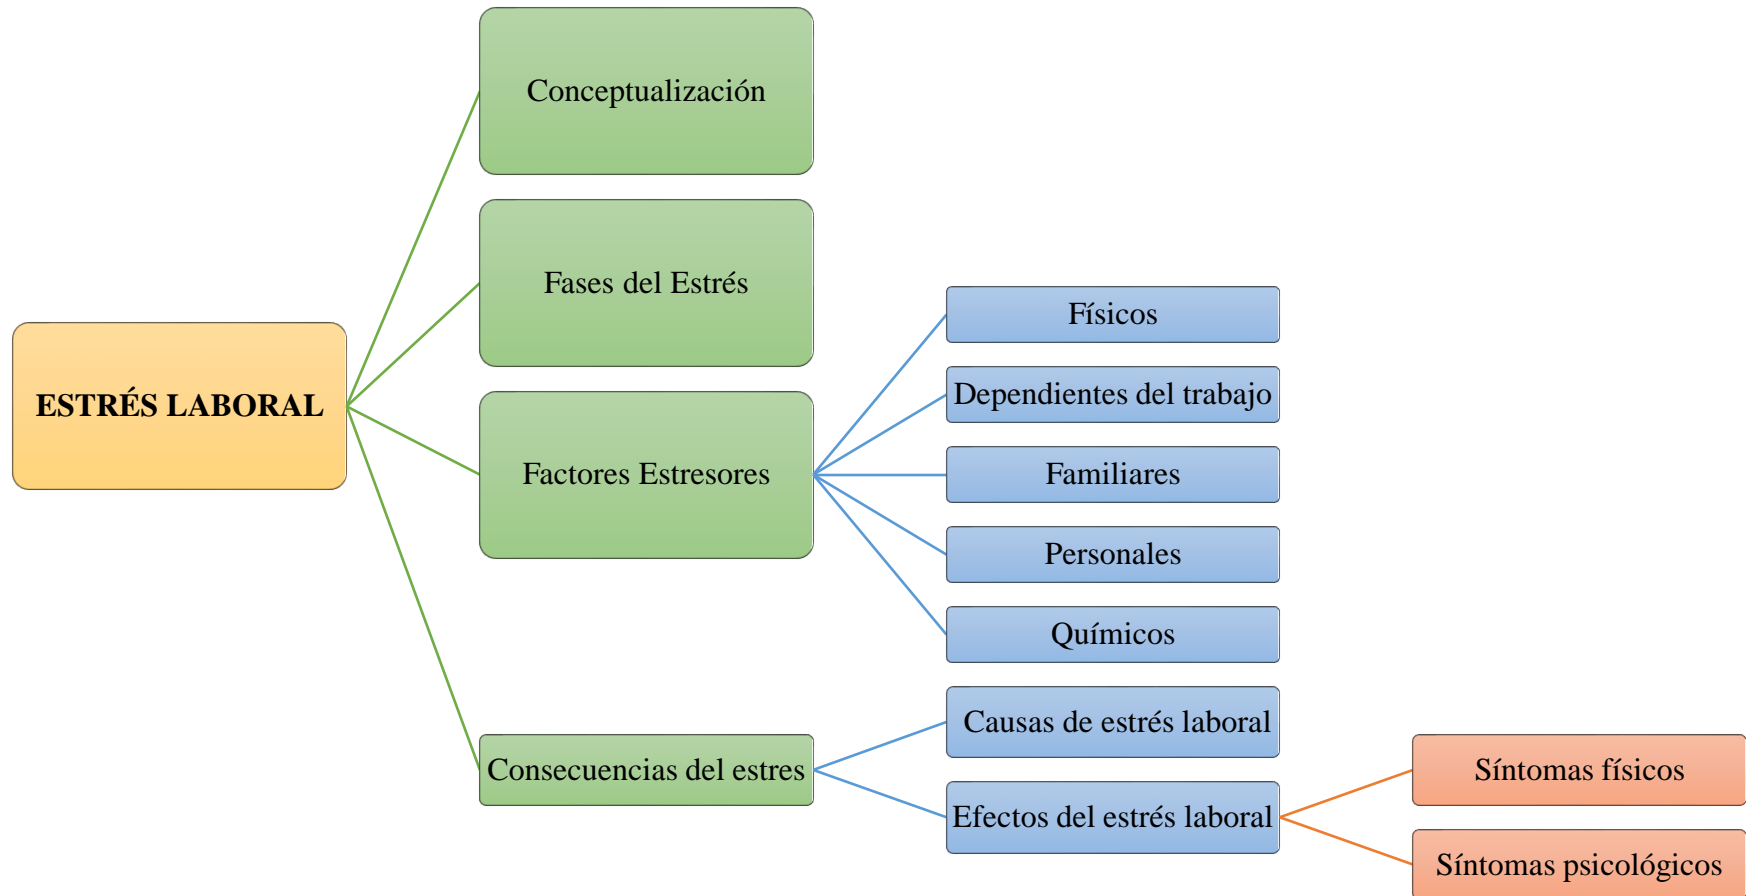 ESTRÉS LABORAL
Conceptualización
Fases del Estrés
Factores Estresores
Físicos
Dependientes del trabajo
Familiares
Personales
Químicos
Consecuencias del estres
Causas de estrés laboral
Efectos del estrés laboral
Síntomas físicos
Síntomas psicológicos